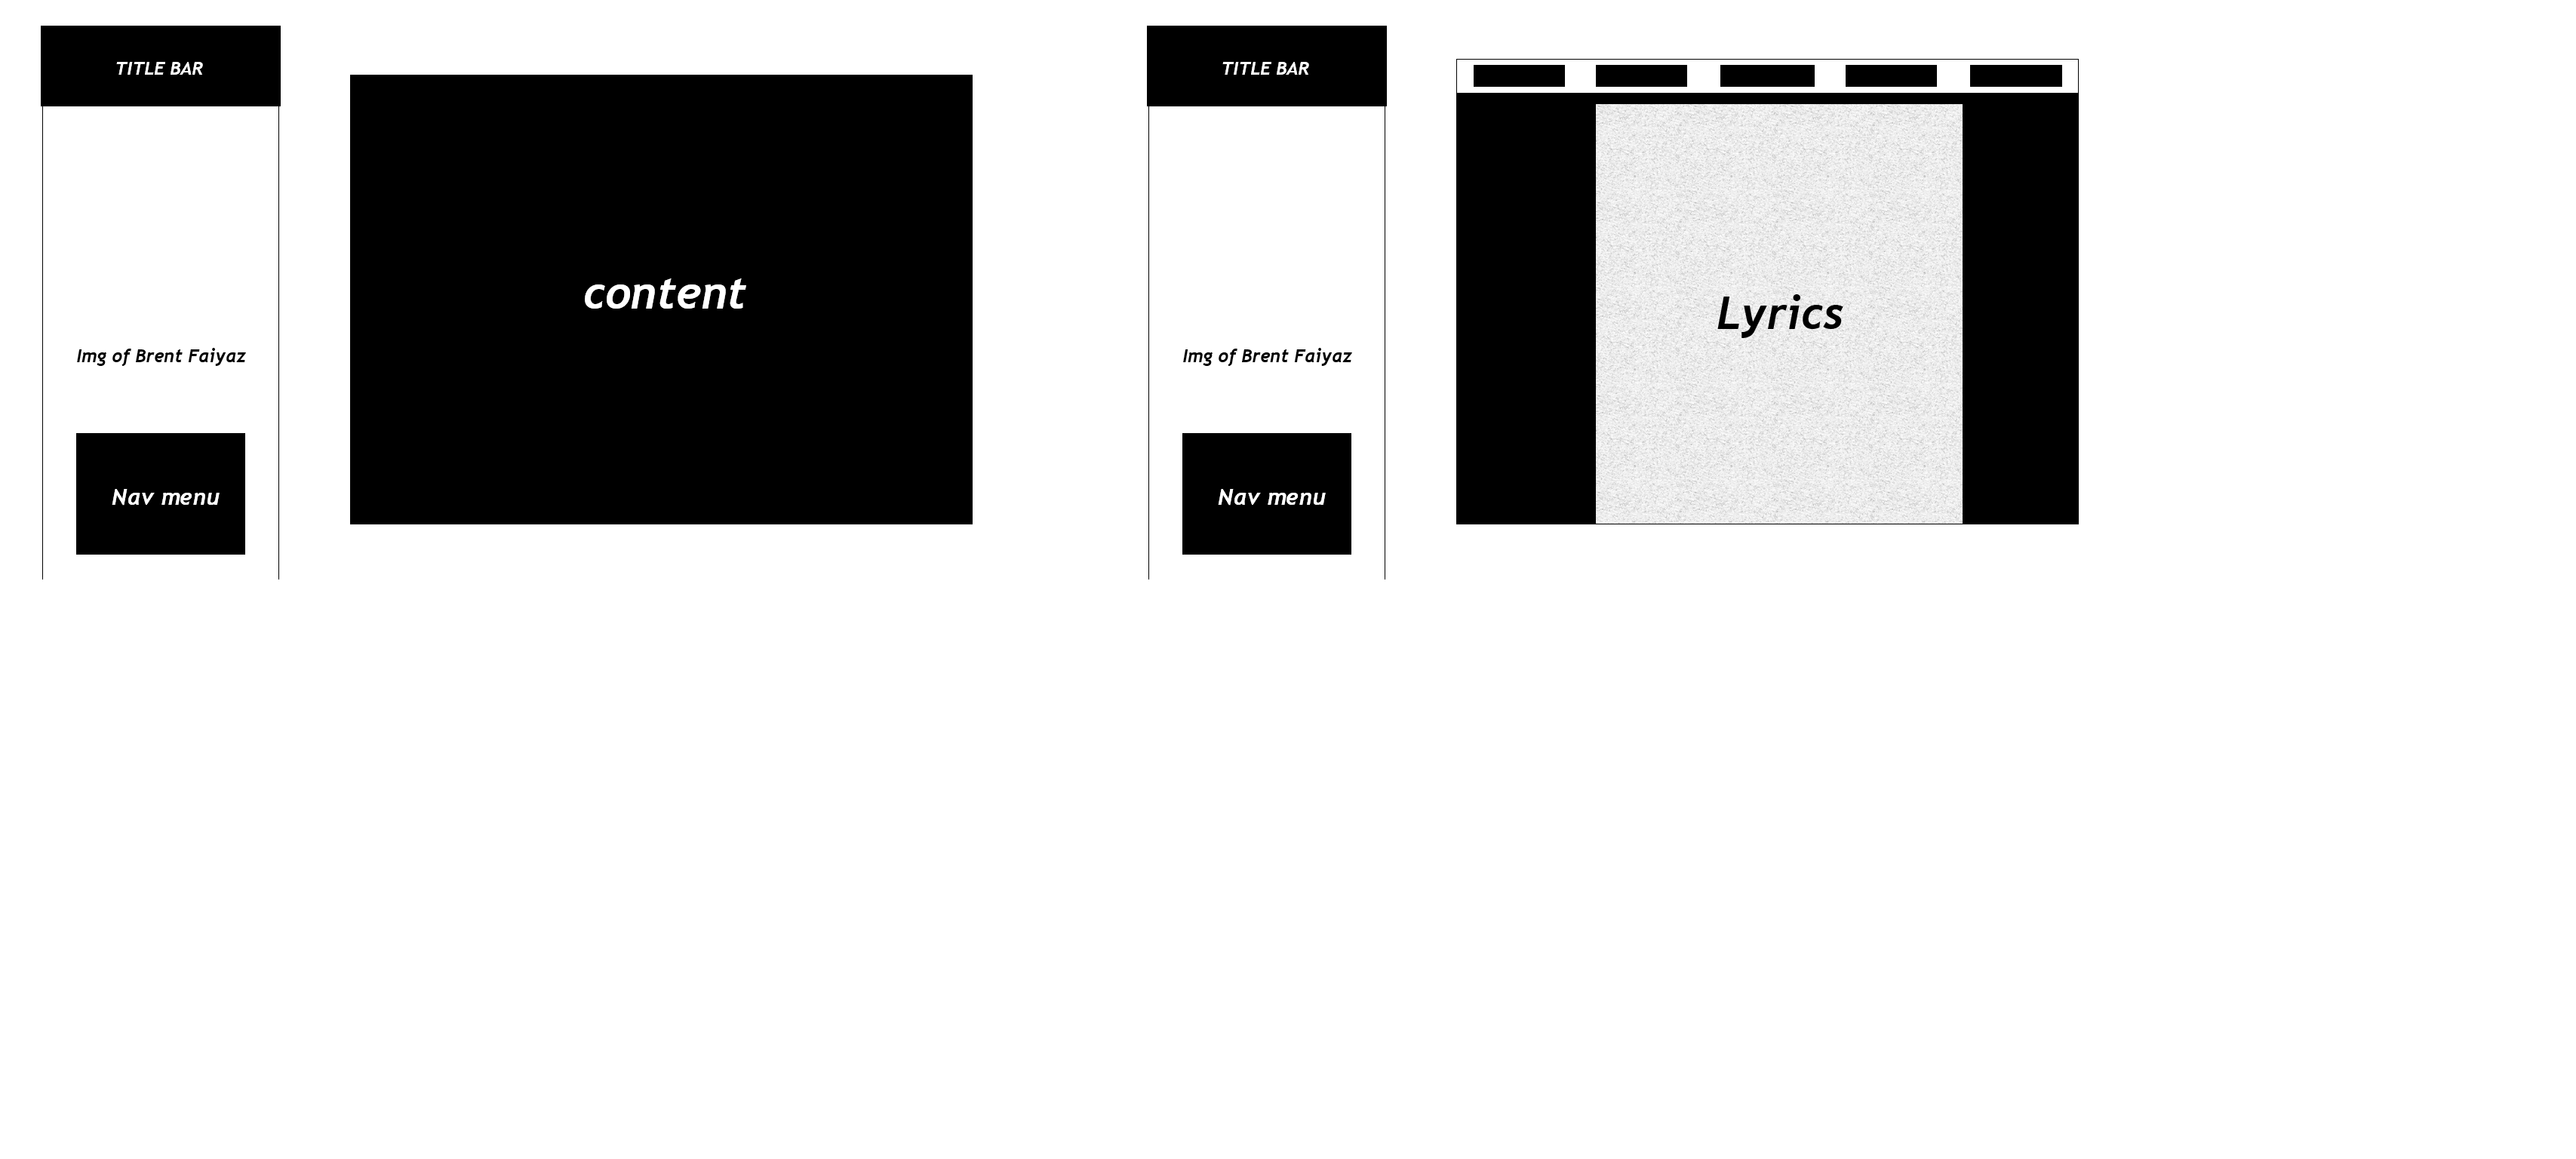 TITLE BAR
content
Img of Brent Faiyaz
Nav menu
TITLE BAR
Lyrics
Img of Brent Faiyaz
Nav menu